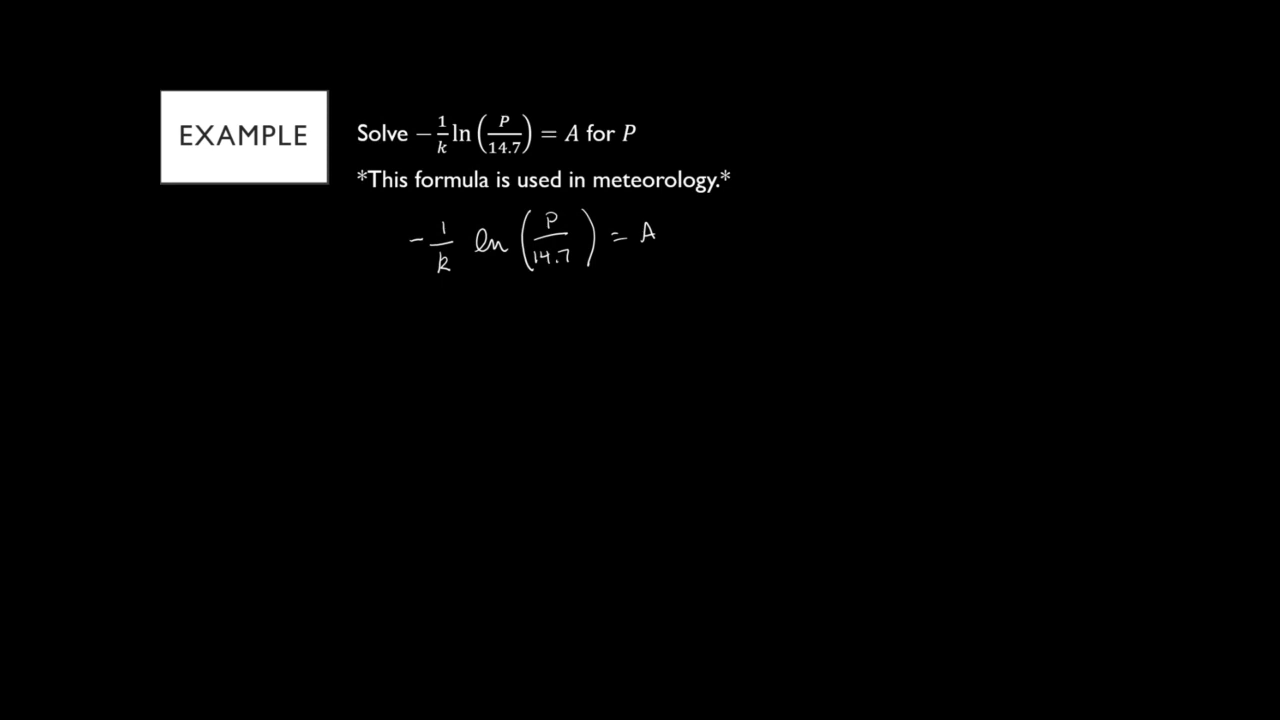 EXAMPLE
Solve −1/k ln(P/14.7) = A for P
*This formula is used in meteorology.*
-1/k ln(P/14.7) = A